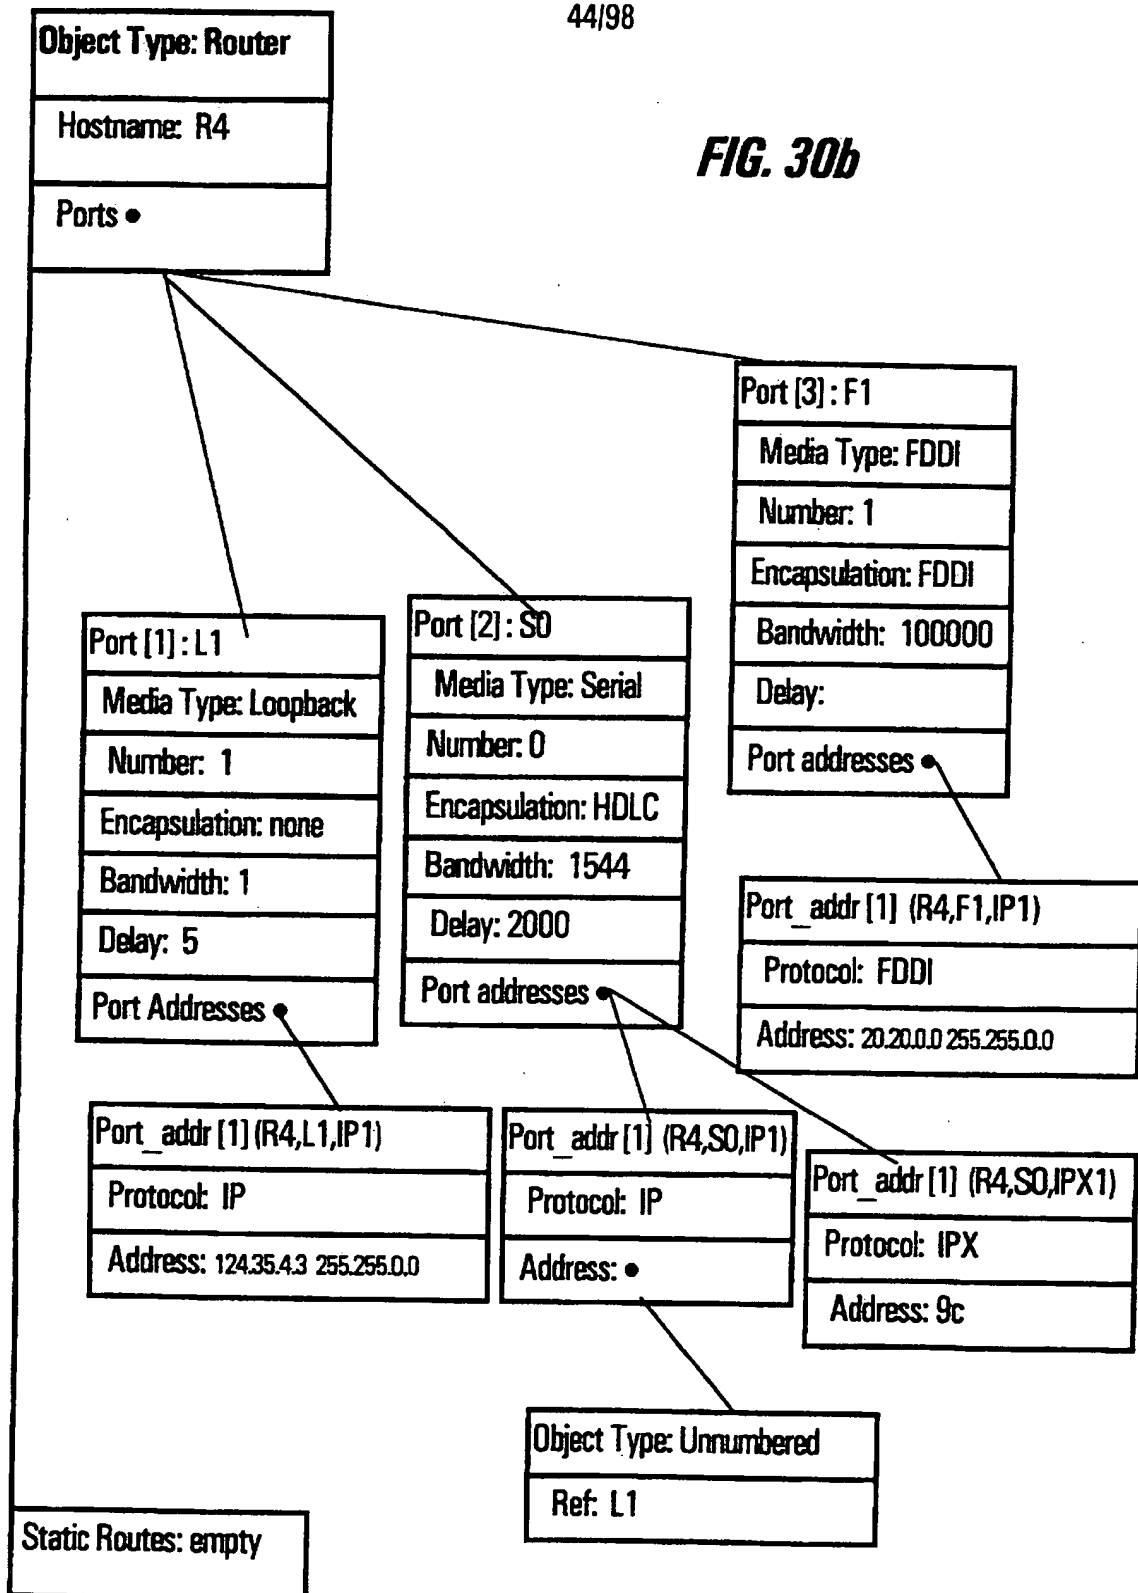 44/98
FIG. 30b
Object Type: Router
Hostname: R4
Ports •
Port [1] : L1
Media Type: Loopback
Number: 1
Encapsulation: none
Bandwidth: 1
Delay: 5
Port Addresses •
Port [2] : S0
Media Type: Serial
Number: 0
Encapsulation: HDLC
Bandwidth: 1544
Delay: 2000
Port addresses •
Port [3] : F1
Media Type: FDDI
Number: 1
Encapsulation: FDDI
Bandwidth: 100000
Delay:
Port addresses •
Port_addr [1] (R4,L1,IP1)
Protocol: IP
Address: 124.35.4.3 255.255.0.0
Port_addr [1] (R4,S0,IP1)
Protocol: IP
Address: •
Port_addr [1] (R4,S0,IPX1)
Protocol: IPX
Address: 9c
Port_addr [1] (R4,F1,IP1)
Protocol: FDDI
Address: 20.20.0.0 255.255.0.0
Object Type: Unnumbered
Ref: L1
Static Routes: empty